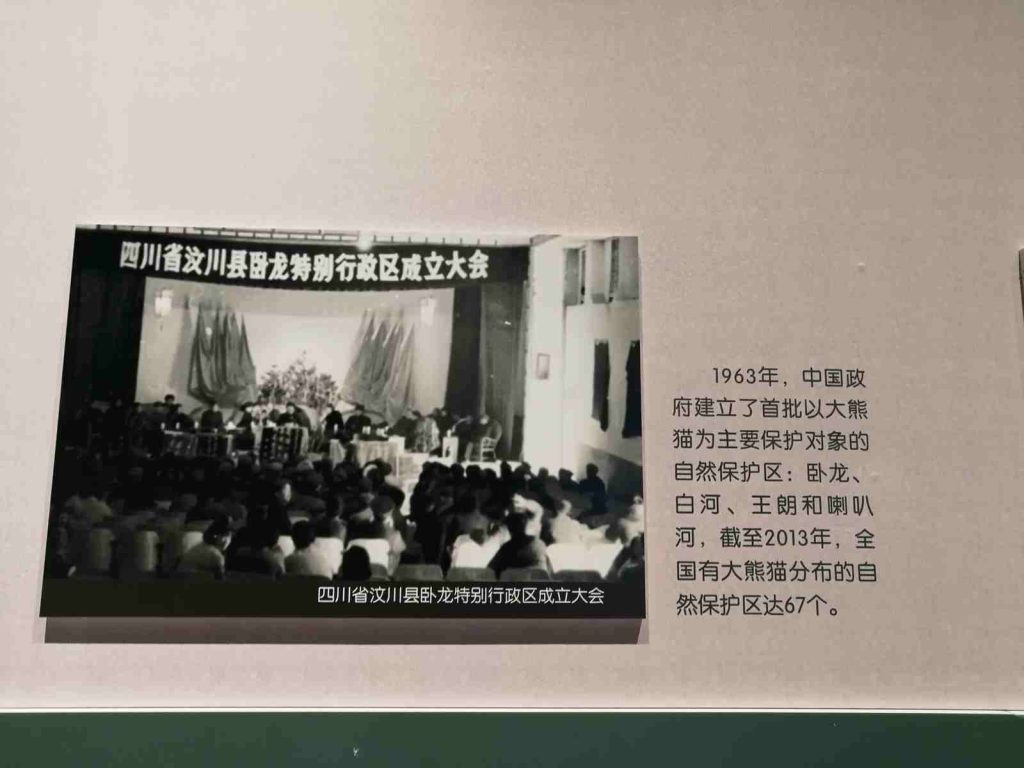 四川省汶川县卧龙特别行政区成立大会
四川省汶川县卧龙特别行政区成立大会
1963年，中国政
府建立了首批以大熊
猫为主要保护对象的
自然保护区：卧龙、
白河、王朗和喇叭
河，截至2013年，全
国有大熊猫分布的自
然保护区达67个。